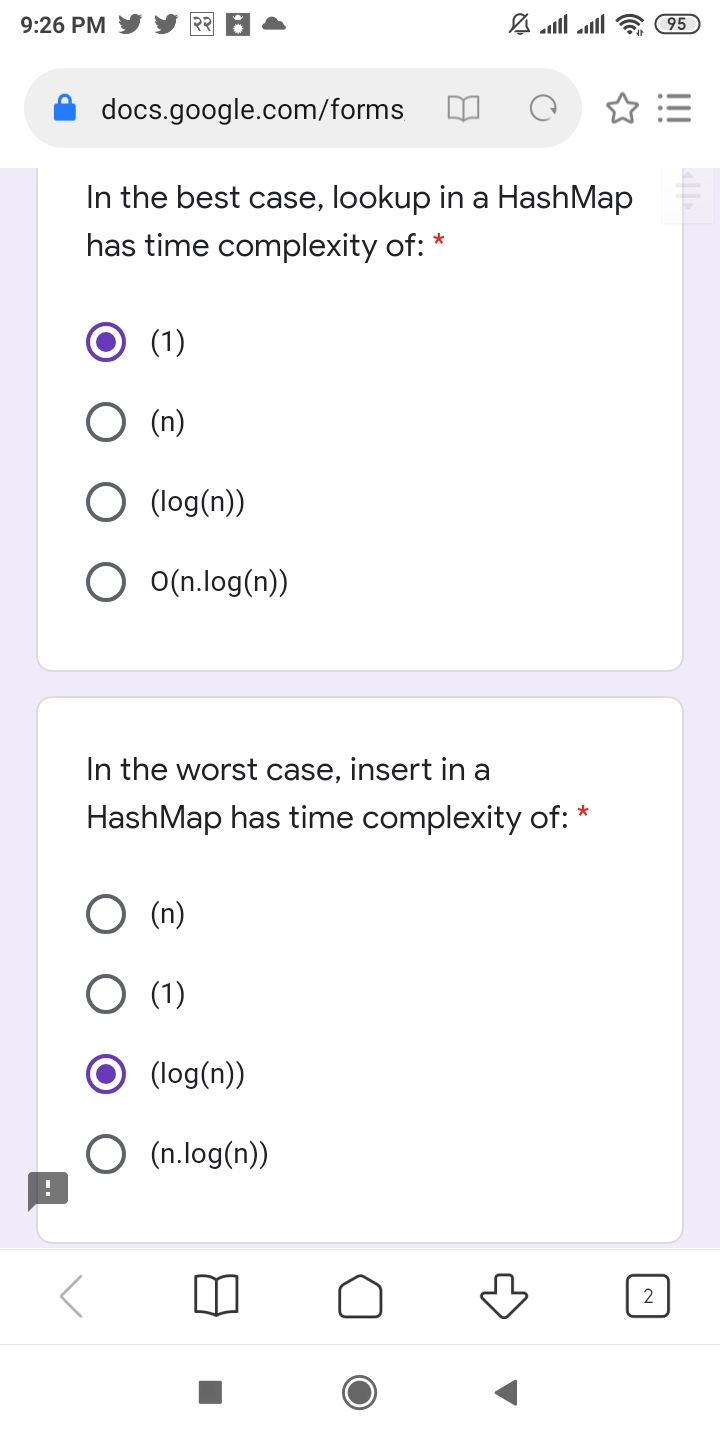 9:26 PM २२ 95
docs.google.com/forms
In the best case, lookup in a HashMap
has time complexity of: *
(1)
(n)
(log(n))
O(n.log(n))
In the worst case, insert in a
HashMap has time complexity of: *
(n)
(1)
(log(n))
(n.log(n))
2